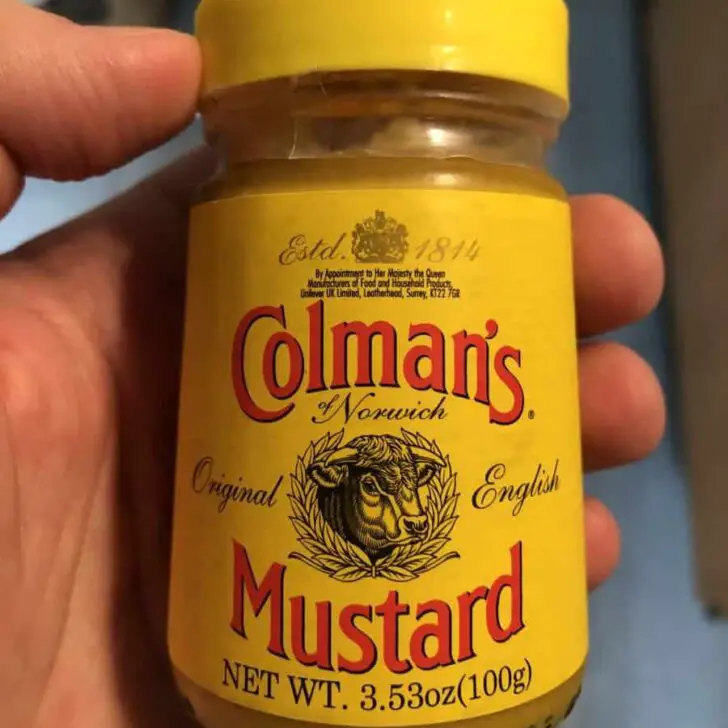 Estd. 1814
By Appointment to Her Majesty the Queen
Manufacturers of Food and Household Products,
Unilever UK Limited, Leatherhead, Surrey, KT22 7GR
Colman's
of Norwich
Original English
Mustard
NET WT. 3.53oz(100g)